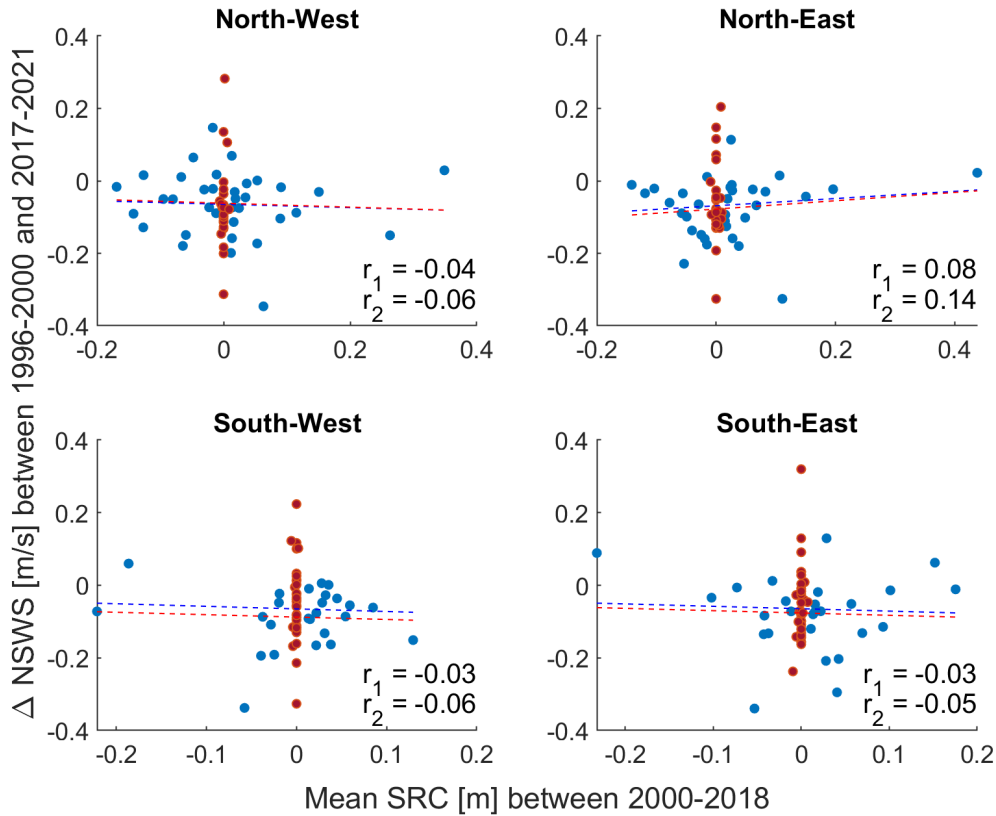 North-West
0.4
0.2
0
-0.2
-0.4
-0.2
0
0.2
0.4
r1 = -0.04
r2 = -0.06
North-East
0.4
0.2
0
-0.2
-0.4
-0.2
0
0.2
0.4
r1 = 0.08
r2 = 0.14
South-West
0.4
0.2
0
-0.2
-0.4
-0.2
-0.1
0
0.1
0.2
r1 = -0.03
r2 = -0.06
South-East
0.4
0.2
0
-0.2
-0.4
-0.2
-0.1
0
0.1
0.2
r1 = -0.03
r2 = -0.05
Δ NSWS [m/s] between 1996-2000 and 2017-2021
Mean SRC [m] between 2000-2018